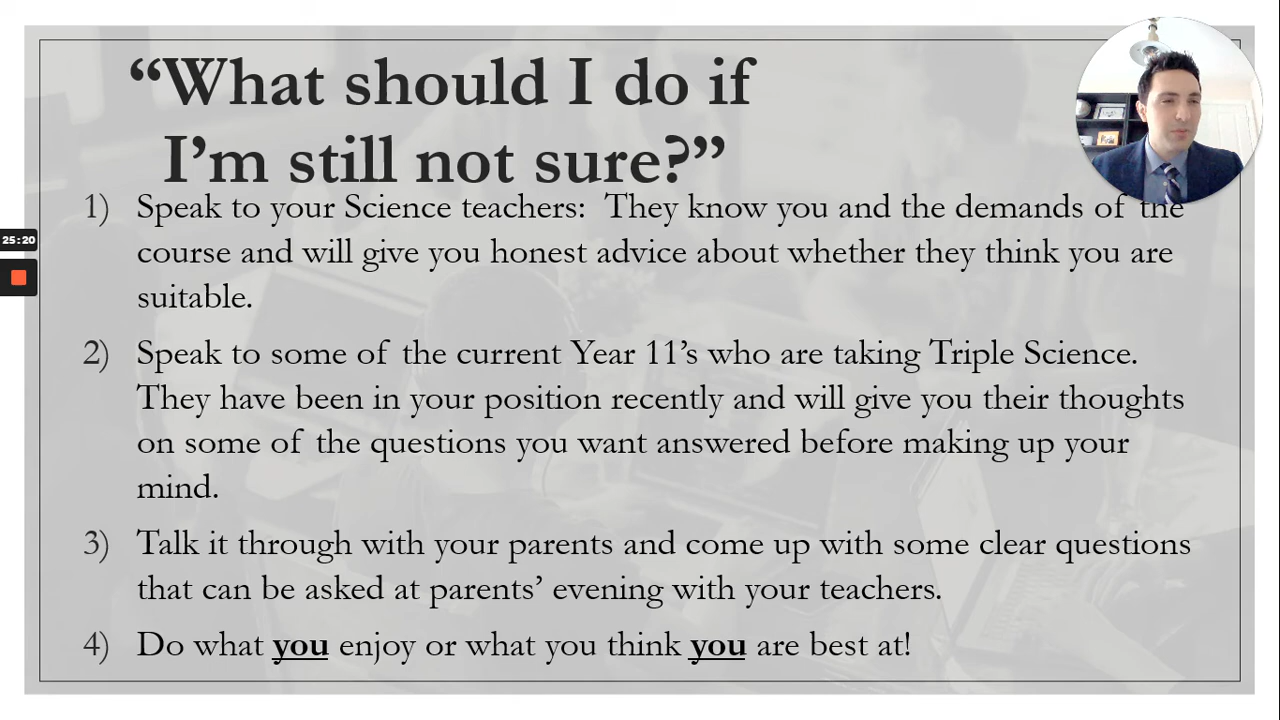 “What should I do if
I’m still not sure?”
1) Speak to your Science teachers: They know you and the demands of the
course and will give you honest advice about whether they think you are
suitable.
25:20
2) Speak to some of the current Year 11’s who are taking Triple Science.
They have been in your position recently and will give you their thoughts
on some of the questions you want answered before making up your
mind.
3) Talk it through with your parents and come up with some clear questions
that can be asked at parents’ evening with your teachers.
4) Do what you enjoy or what you think you are best at!